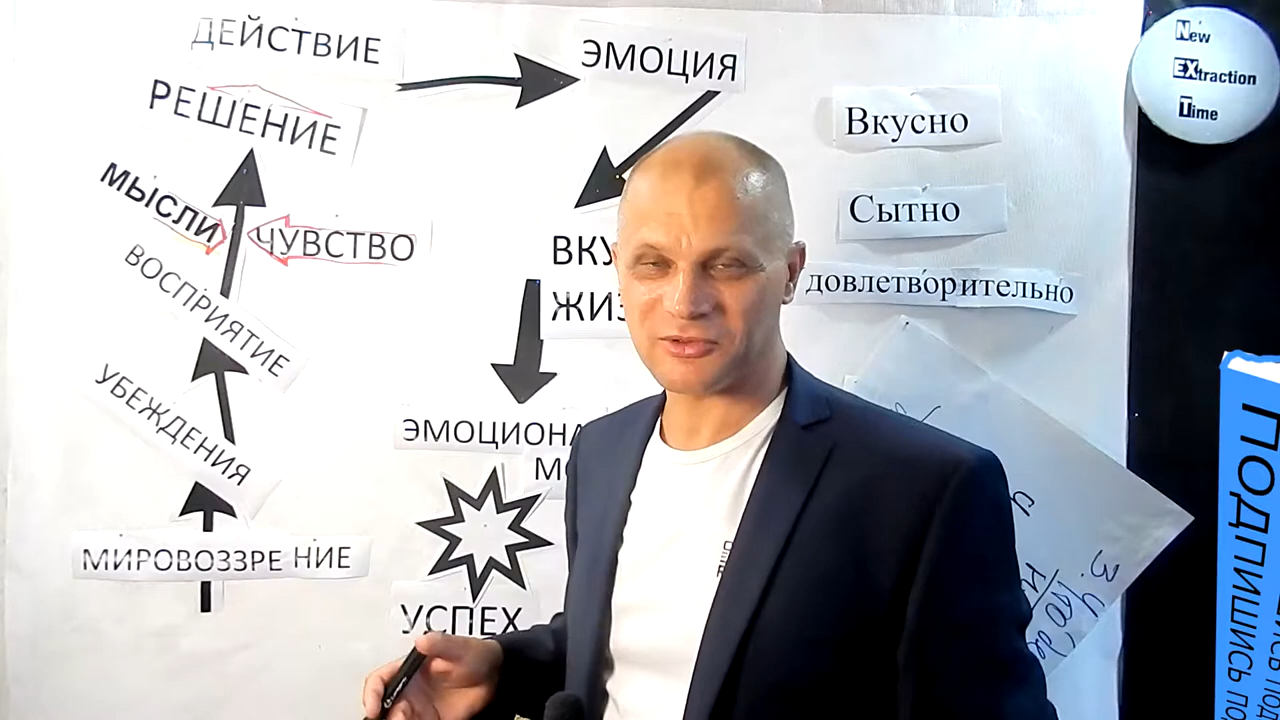 ДЕЙСТВИЕ
РЕШЕНИЕ
МЫСЛИ
ЧУВСТВО
ВОСПРИЯТИЕ
УБЕЖДЕНИЯ
МИРОВОЗЗРЕ НИЕ
ЭМОЦИЯ
УСПЕХ
Вкусно
Сытно
довлетворительно
New
EXtraction
Time
ПОДПИШИСЬ